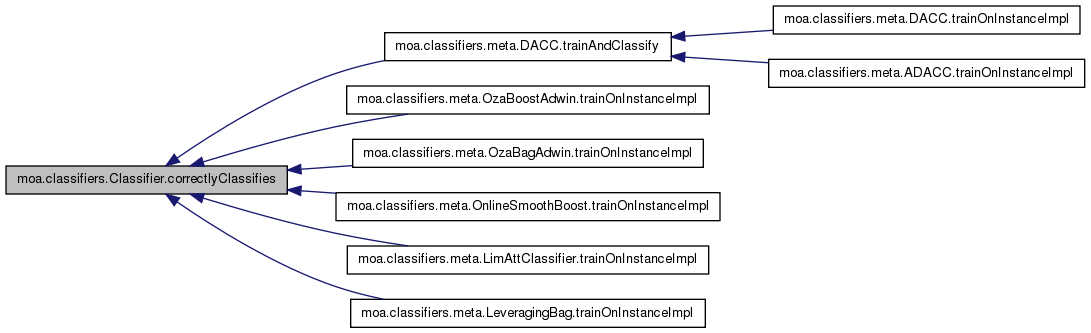 moa.classifiers.meta.DACC.trainOnInstanceImpl
moa.classifiers.meta.DACC.trainAndClassify
moa.classifiers.meta.ADACC.trainOnInstanceImpl
moa.classifiers.meta.OzaBoostAdwin.trainOnInstanceImpl
moa.classifiers.meta.OzaBagAdwin.trainOnInstanceImpl
moa.classifiers.Classifier.correctlyClassifies
moa.classifiers.meta.OnlineSmoothBoost.trainOnInstanceImpl
moa.classifiers.meta.LimAttClassifier.trainOnInstanceImpl
moa.classifiers.meta.LeveragingBag.trainOnInstanceImpl